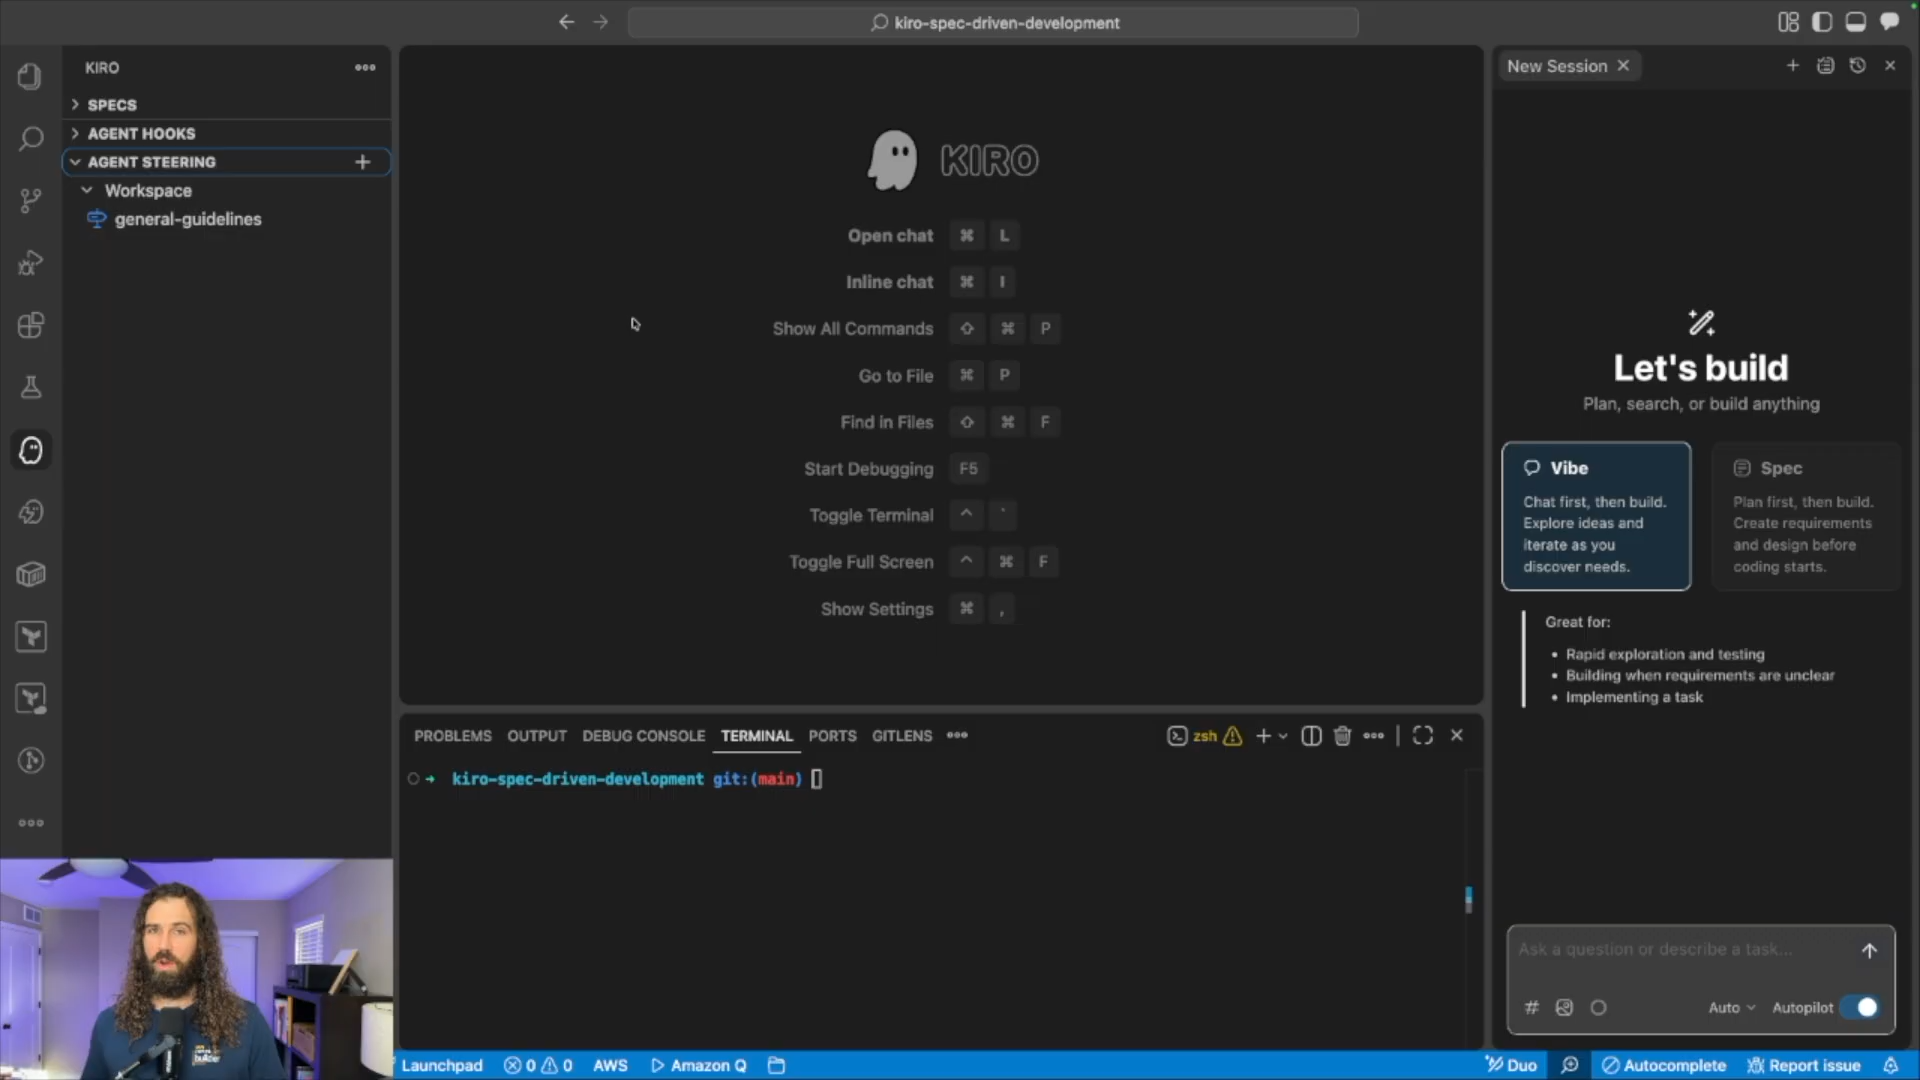 kiro-spec-driven-development
KIRO
SPECS
AGENT HOOKS
AGENT STEERING
Workspace
general-guidelines
KIRO
Open chat ⌘ L
Inline chat ⌘ I
Show All Commands ⇧ ⌘ P
Go to File ⌘ P
Find in Files ⇧ ⌘ F
Start Debugging F5
Toggle Terminal ^ `
Toggle Full Screen ^ ⌘ F
Show Settings ⌘ ,
New Session
Let's build
Plan, search, or build anything
Vibe
Chat first, then build.
Explore ideas and
iterate as you
discover needs.
Spec
Plan first, then build.
Create requirements
and design before
coding starts.
Great for:
• Rapid exploration and testing
• Building when requirements are unclear
• Implementing a task
PROBLEMS OUTPUT DEBUG CONSOLE TERMINAL PORTS GITLENS
zsh
kiro-spec-driven-development git:(main)
Ask a question or describe a task...
# Auto Autopilot
builder
Launchpad 0 0 AWS Amazon Q Duo Autocomplete Report issue